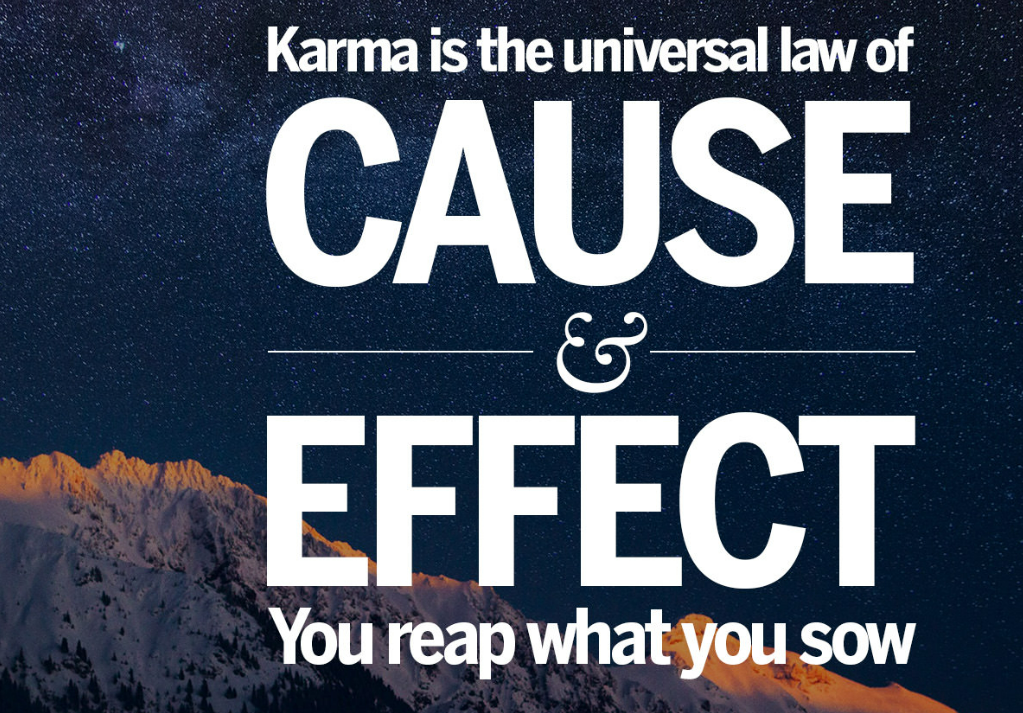 Karma is the universal law of
CAUSE
&
EFFECT
You reap what you sow